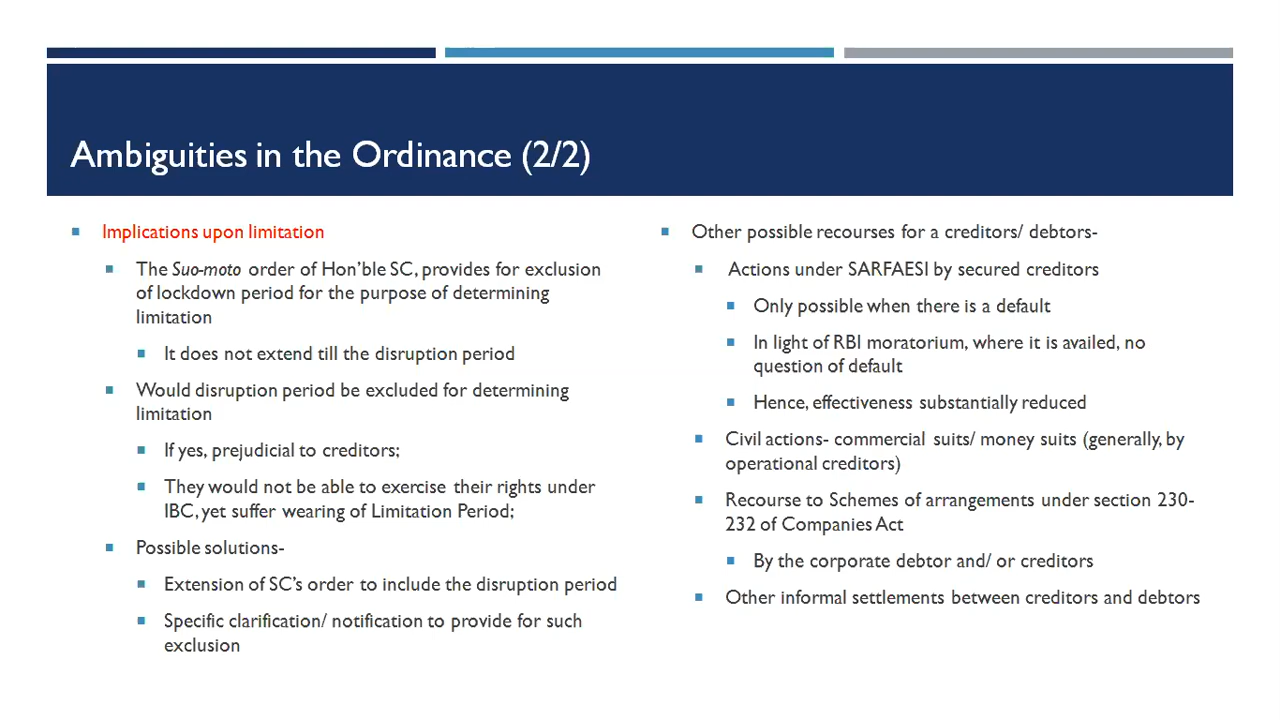 Ambiguities in the Ordinance (2/2)
Implications upon limitation
The Suo-moto order of Hon'ble SC, provides for exclusion
of lockdown period for the purpose of determining
limitation
It does not extend till the disruption period
Would disruption period be excluded for determining
limitation
If yes, prejudicial to creditors;
They would not be able to exercise their rights under
IBC, yet suffer wearing of Limitation Period;
Possible solutions-
Extension of SC's order to include the disruption period
Specific clarification/ notification to provide for such
exclusion
Other possible recourses for a creditors/ debtors-
Actions under SARFAESI by secured creditors
Only possible when there is a default
In light of RBI moratorium, where it is availed, no
question of default
Hence, effectiveness substantially reduced
Civil actions- commercial suits/ money suits (generally, by
operational creditors)
Recourse to Schemes of arrangements under section 230-
232 of Companies Act
By the corporate debtor and/ or creditors
Other informal settlements between creditors and debtors